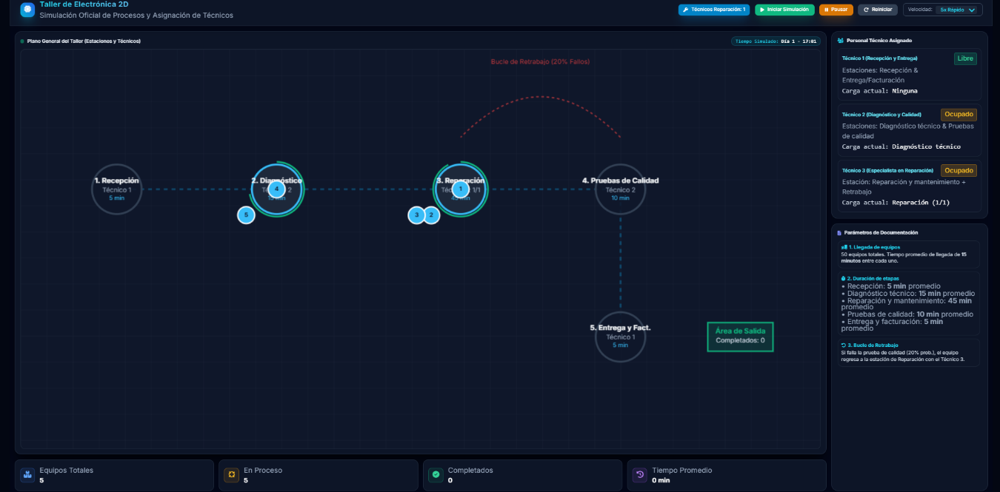 Taller de Electrónica 2D
Simulación Oficial de Procesos y Asignación de Técnicos
Técnicos Reparación: 1
Iniciar Simulación
Pausar
Reiniciar
Velocidad: 5x Rápido
Plano General del Taller (Estaciones y Técnicos)
Tiempo Simulado: Día 1 - 17:01
Bucle de Retrabajo (20% Fallos)
1. Recepción
Técnico 1
5 min
2. Diagnóstico
2
4
5
3. Reparación
1/1
1
3
2
4. Pruebas de Calidad
Técnico 2
10 min
5. Entrega y Fact.
Técnico 1
5 min
Área de Salida
Completados: 0
Equipos Totales
5
En Proceso
5
Completados
0
Tiempo Promedio
0 min
Personal Técnico Asignado
Técnico 1 (Recepción y Entrega)
Libre
Estaciones: Recepción &
Entrega/Facturación
Carga actual: Ninguna
Técnico 2 (Diagnóstico y Calidad)
Ocupado
Estaciones: Diagnóstico técnico & Pruebas
de calidad
Carga actual: Diagnóstico técnico
Técnico 3 (Especialista en Reparación)
Ocupado
Estación: Reparación y mantenimiento +
Retrabajo
Carga actual: Reparación (1/1)
Parámetros de Documentación
1. Llegada de equipos
50 equipos totales. Tiempo promedio de llegada de 15
minutos entre cada uno.
2. Duración de etapas
• Recepción: 5 min promedio
• Diagnóstico técnico: 15 min promedio
• Reparación y mantenimiento: 45 min
promedio
• Pruebas de calidad: 10 min promedio
• Entrega y facturación: 5 min
promedio
3. Bucle de Retrabajo
Si falla la prueba de calidad (20% prob.), el equipo
regresa a la estación de Reparación con el Técnico 3.